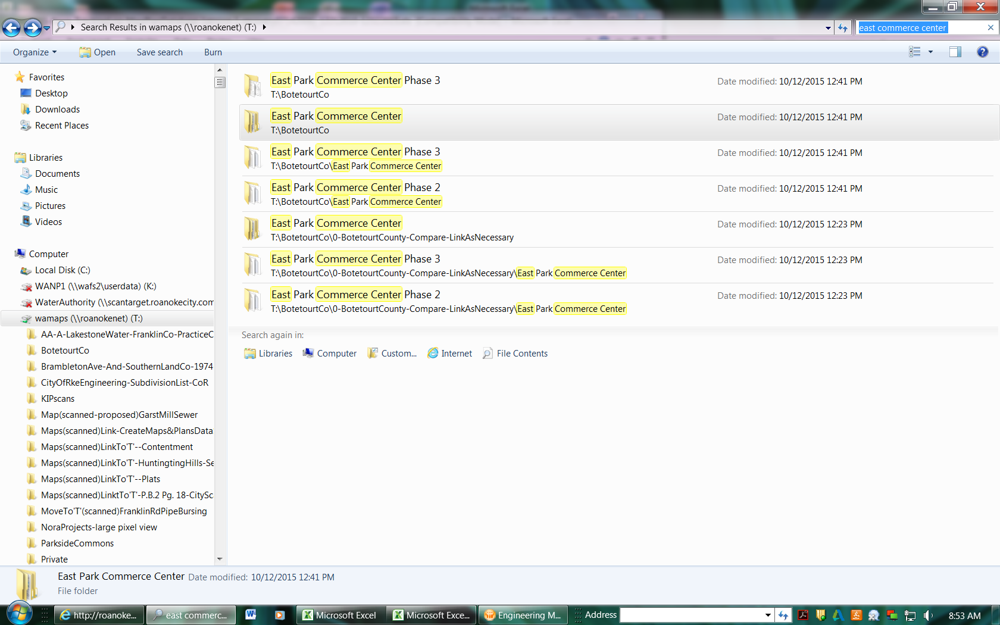 Search Results in wamaps (\\roanokenet) (T:)
east commerce center
Organize
Open
Save search
Burn
Favorites
Desktop
Downloads
Recent Places
Libraries
Documents
Music
Pictures
Videos
Computer
Local Disk (C:)
WANP1 (\\wafs2\userdata) (K:)
WaterAuthority (\\scantarget.roanokecity.com
wamaps (\\roanokenet) (T:)
AA-A-LakestoneWater-FranklinCo-PracticeC
BotetourtCo
BrambletonAve-And-SouthernLandCo-1974
CityOfRkeEngineering-SubdivisionList-CoR
KIPscans
Map(scanned-proposed)GarstMillSewer
Maps(scanned)Link-CreateMaps&PlansData
Maps(scanned)LinkTo'T'--Contentment
Maps(scanned)LinkTo'T'-HuntingtingHills-Se
Maps(scanned)LinkTo'T'--Plats
Maps(scanned)LinktTo'T'-P.B.2 Pg. 18-CitySc
MoveTo'T'(scanned)FranklinRdPipeBursing
NoraProjects-large pixel view
ParksideCommons
Private
East Park Commerce Center Phase 3
T:\BotetourtCo
Date modified: 10/12/2015 12:41 PM
East Park Commerce Center
T:\BotetourtCo
Date modified: 10/12/2015 12:41 PM
East Park Commerce Center Phase 3
T:\BotetourtCo\East Park Commerce Center
Date modified: 10/12/2015 12:41 PM
East Park Commerce Center Phase 2
T:\BotetourtCo\East Park Commerce Center
Date modified: 10/12/2015 12:41 PM
East Park Commerce Center
T:\BotetourtCo\0-BotetourtCounty-Compare-LinkAsNecessary
Date modified: 10/12/2015 12:23 PM
East Park Commerce Center Phase 3
T:\BotetourtCo\0-BotetourtCounty-Compare-LinkAsNecessary\East Park Commerce Center
Date modified: 10/12/2015 12:23 PM
East Park Commerce Center Phase 2
T:\BotetourtCo\0-BotetourtCounty-Compare-LinkAsNecessary\East Park Commerce Center
Date modified: 10/12/2015 12:23 PM
Search again in:
Libraries
Computer
Custom...
Internet
File Contents
East Park Commerce Center Date modified: 10/12/2015 12:41 PM
File folder
http://roanoke...
east commerc...
Microsoft Excel
Microsoft Exce...
Engineering M...
Address
8:53 AM